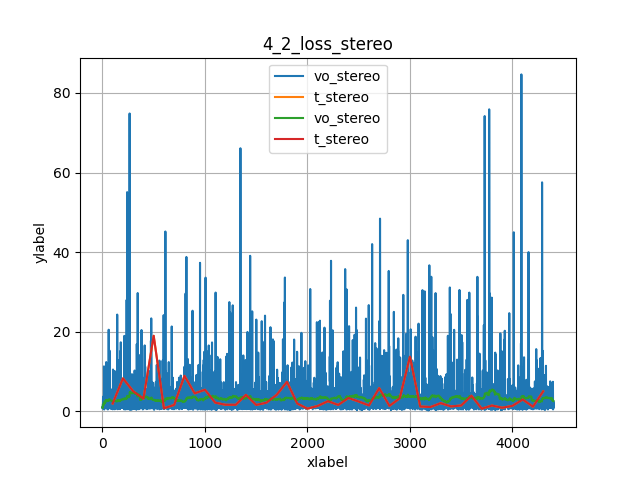 4_2_loss_stereo
vo_stereo
t_stereo
vo_stereo
t_stereo
ylabel
80
60
40
20
0
0 1000 2000 3000 4000
xlabel